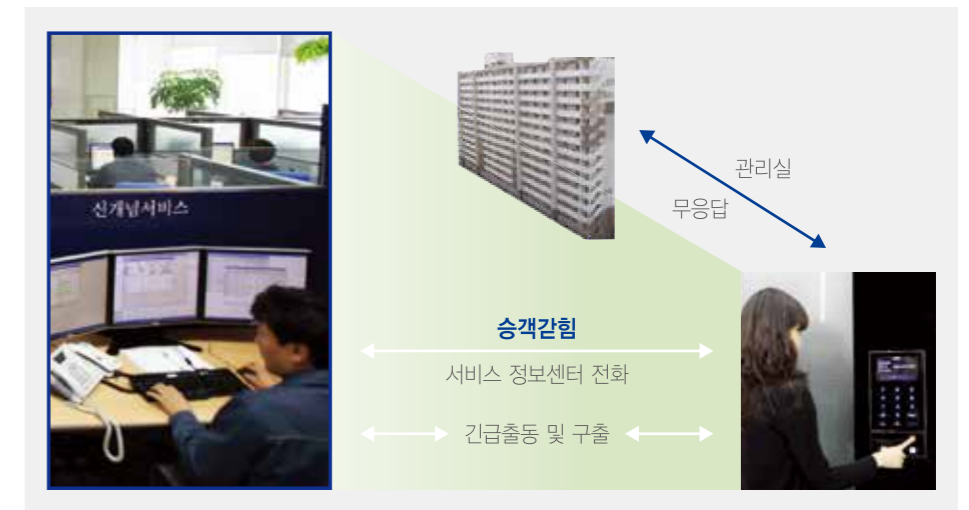 신개념서비스
관리실
무응답
승객갇힘
서비스 정보센터 전화
긴급출동 및 구출